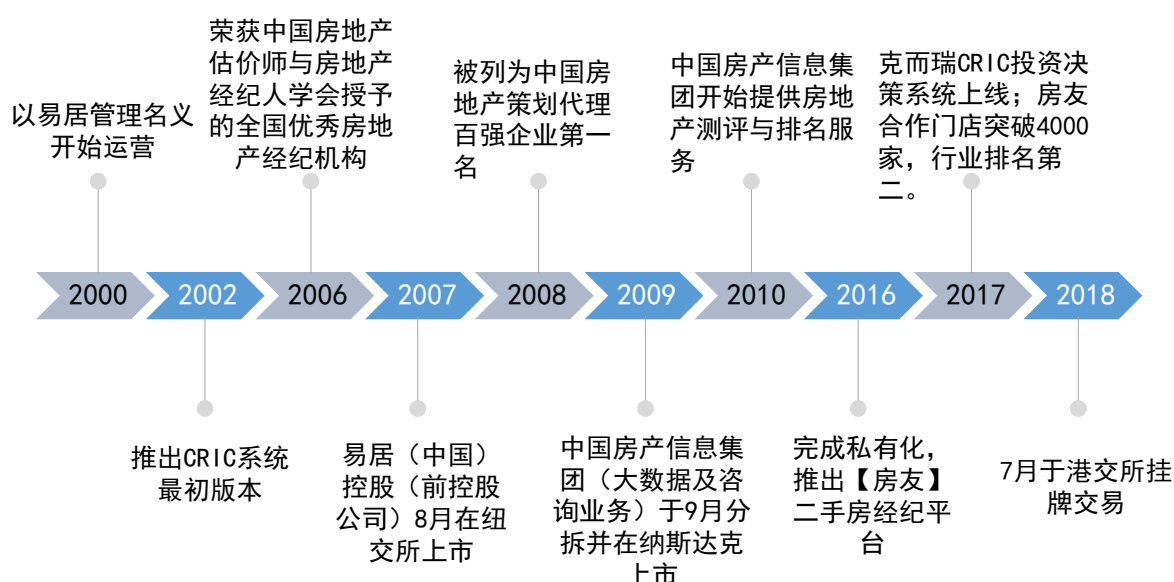 以易居管理名义
开始运营
荣获中国房地产
估价师与房地产
经纪人学会授予
的全国优秀房地
产经纪机构
被列为中国房
地产策划代理
百强企业第一
名
中国房产信息集
团开始提供房地
产测评与排名服
务
克而瑞CRIC投资决
策系统上线；房友
合作门店突破4000
家，行业排名第
二。
2000 2002 2006 2007 2008 2009 2010 2016 2017 2018
推出CRIC系统
最初版本
易居（中国）
控股（前控股
公司）8月在纽
交所上市
中国房产信息集
团（大数据及咨
询业务）于9月分
拆并在纳斯达克
上市
完成私有化，
推出【房友】
二手房经纪平
台
7月于港交所挂
牌交易